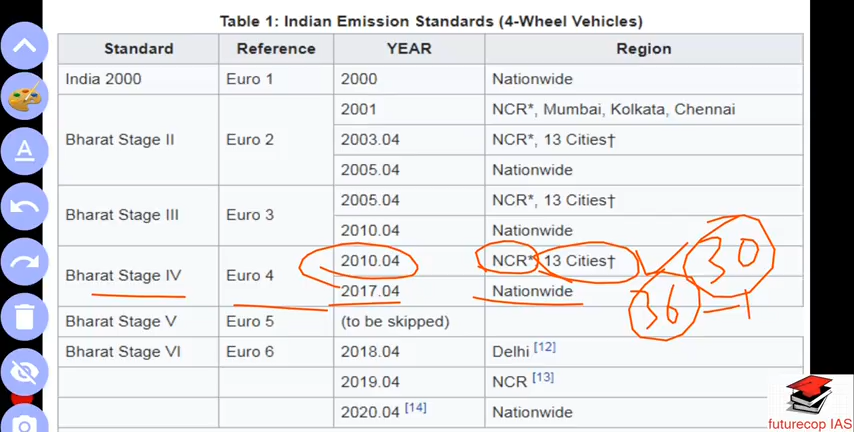 Table 1: Indian Emission Standards (4-Wheel Vehicles)
Standard Reference YEAR Region
India 2000 Euro 1 2000 Nationwide
2001 NCR*, Mumbai, Kolkata, Chennai
Bharat Stage II Euro 2 2003.04 NCR*, 13 Cities†
2005.04 Nationwide
2005.04 NCR*, 13 Cities†
Bharat Stage III Euro 3
2010.04 Nationwide
2010.04 NCR* 13 Cities† 30
Bharat Stage IV Euro 4
2017.04 Nationwide 36
Bharat Stage V Euro 5 (to be skipped)
Bharat Stage VI Euro 6 2018.04 Delhi [12]
2019.04 NCR [13]
2020.04 [14] Nationwide
futurecop IAS
A